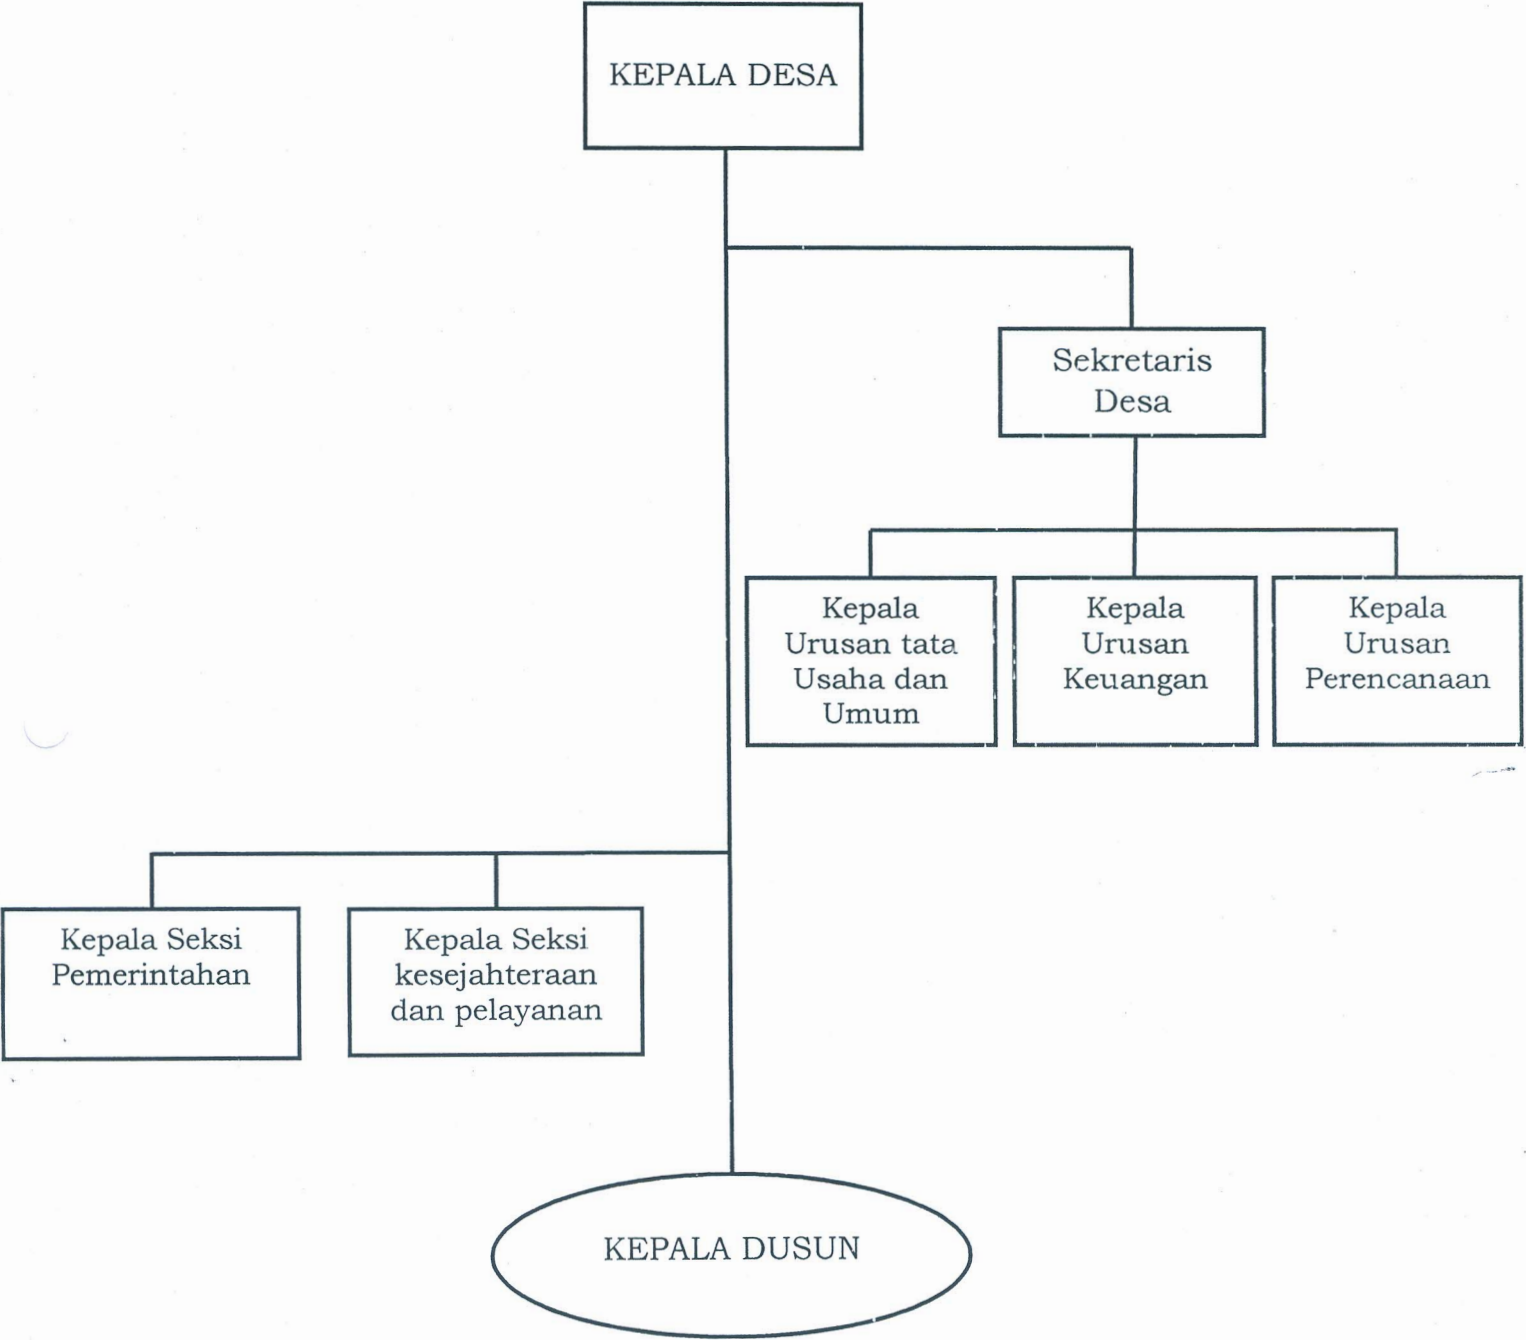 KEPALA DESA
Sekretaris
Desa
Kepala
Urusan tata
Usaha dan
Umum
Kepala
Urusan
Keuangan
Kepala
Urusan
Perencanaan
Kepala Seksi
Pemerintahan
Kepala Seksi
kesejahteraan
dan pelayanan
KEPALA DUSUN